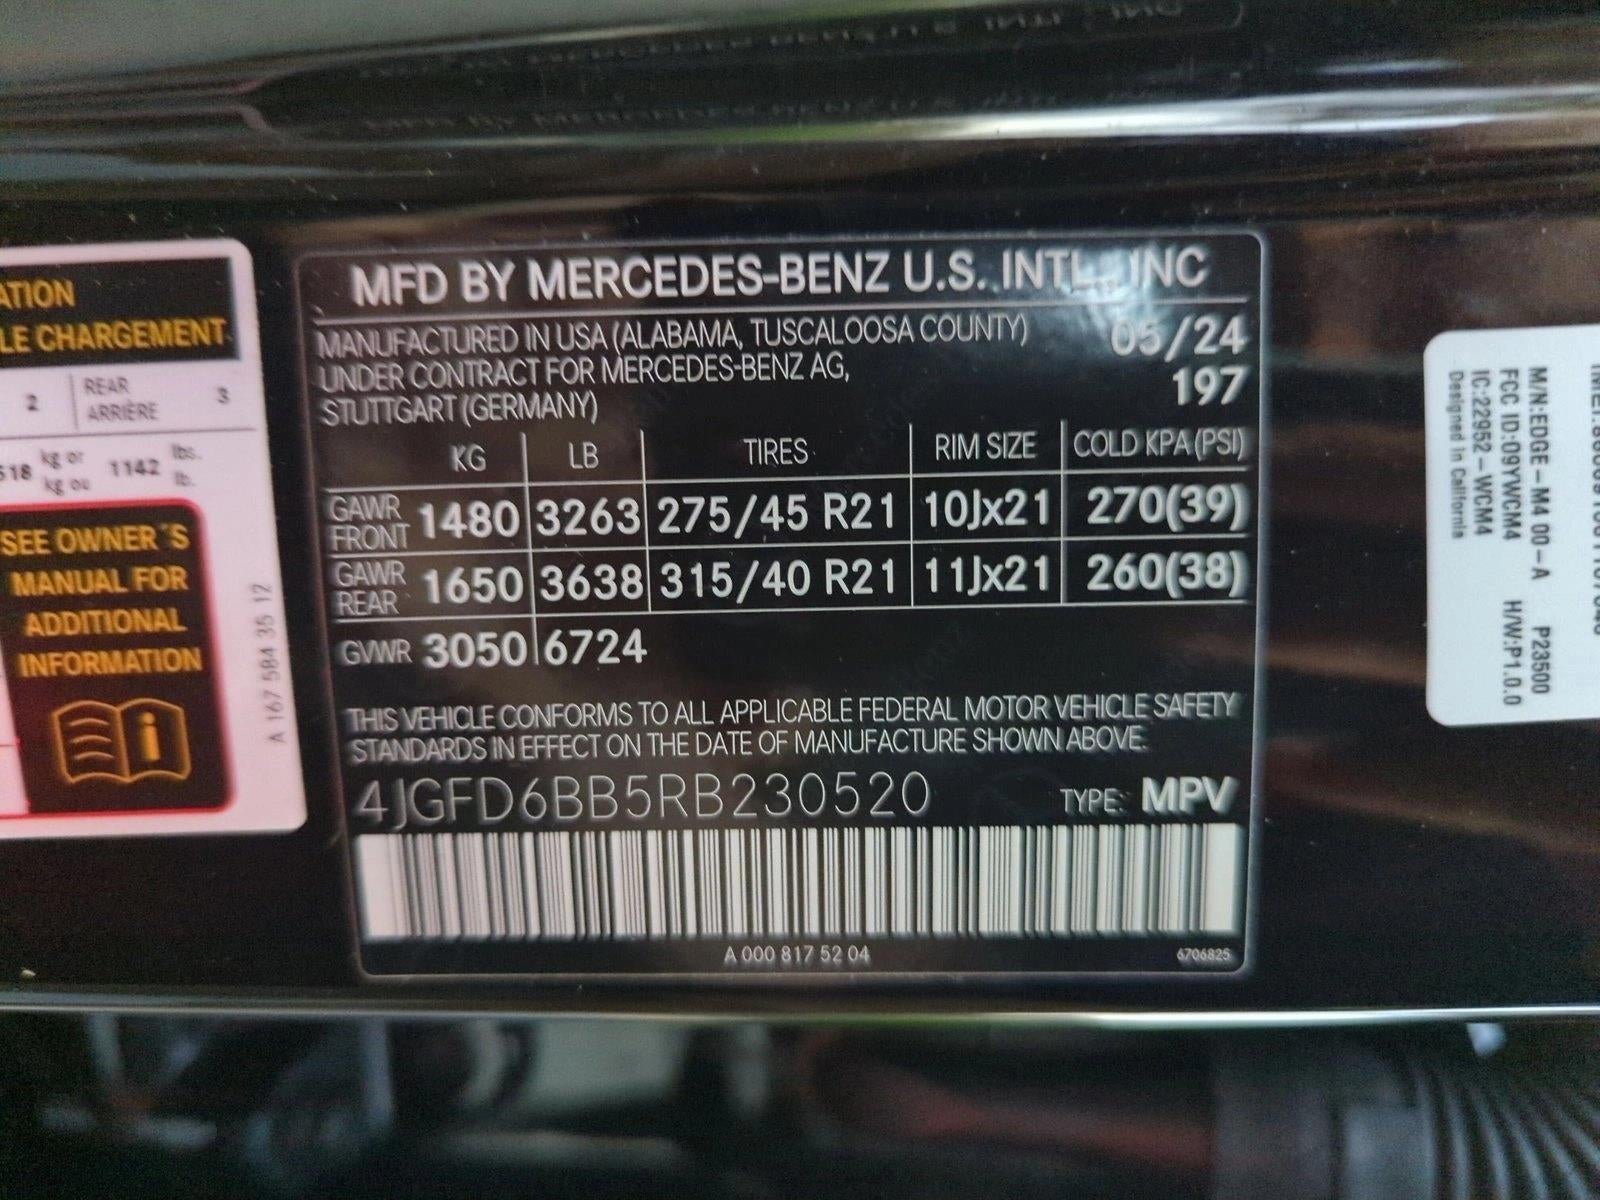 MFD BY MERCEDES-BENZ U.S. INTL., INC
MANUFACTURED IN USA (ALABAMA, TUSCALOOSA COUNTY) 05/24
UNDER CONTRACT FOR MERCEDES-BENZ AG, 197
STUTTGART (GERMANY)
KG LB TIRES RIM SIZE COLD KPA (PSI)
GAWR FRONT 1480 3263 275/45 R21 10Jx21 270(39)
GAWR REAR 1650 3638 315/40 R21 11Jx21 260(38)
GVWR 3050 6724
THIS VEHICLE CONFORMS TO ALL APPLICABLE FEDERAL MOTOR VEHICLE SAFETY
STANDARDS IN EFFECT ON THE DATE OF MANUFACTURE SHOWN ABOVE.
4JGFD6BB5RB230520 TYPE: MPV
A 000 817 52 04 6706825
ATION
LE CHARGEMENT
2 REAR ARRIÈRE 3
518 kg or kg ou 1142 lbs. lb.
SEE OWNER'S
MANUAL FOR
ADDITIONAL
INFORMATION
A 167 584 35 12
M/N:EDGE-M4 00-A P23500
FCC ID:O9YWCM4 H/W:P1.0.0
IC:22952-WCM4
Designed in California